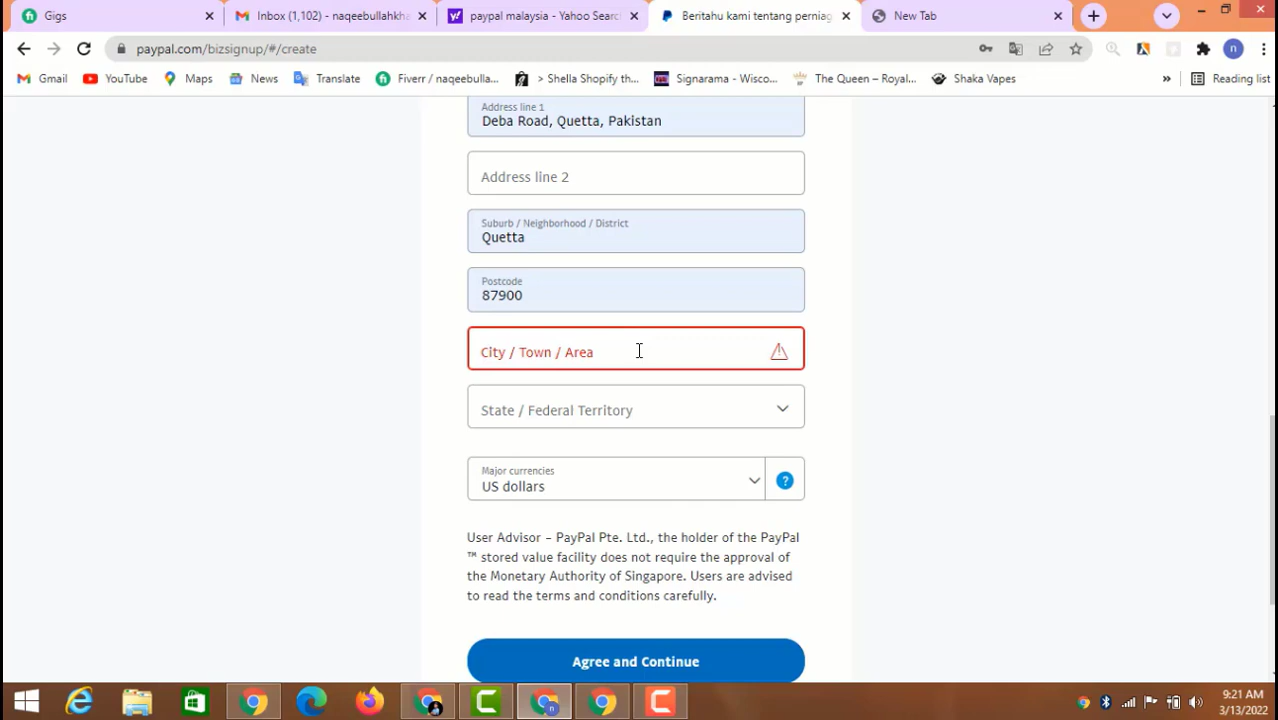 Gigs
Inbox (1,102) - naqeebullahkha
paypal malaysia - Yahoo Search
Beritahu kami tentang perniag
New Tab
paypal.com/bizsignup/#/create
n
Gmail
YouTube
Maps
News
Translate
Fiverr / naqeebulla...
> Shella Shopify th...
Signarama - Wisco...
The Queen – Royal...
Shaka Vapes
»
Reading list
Address line 1
Deba Road, Quetta, Pakistan
Address line 2
Suburb / Neighborhood / District
Quetta
Postcode
87900
City / Town / Area
State / Federal Territory
Major currencies
US dollars
?
User Advisor – PayPal Pte. Ltd., the holder of the PayPal
™ stored value facility does not require the approval of
the Monetary Authority of Singapore. Users are advised
to read the terms and conditions carefully.
Agree and Continue
9:21 AM
3/13/2022